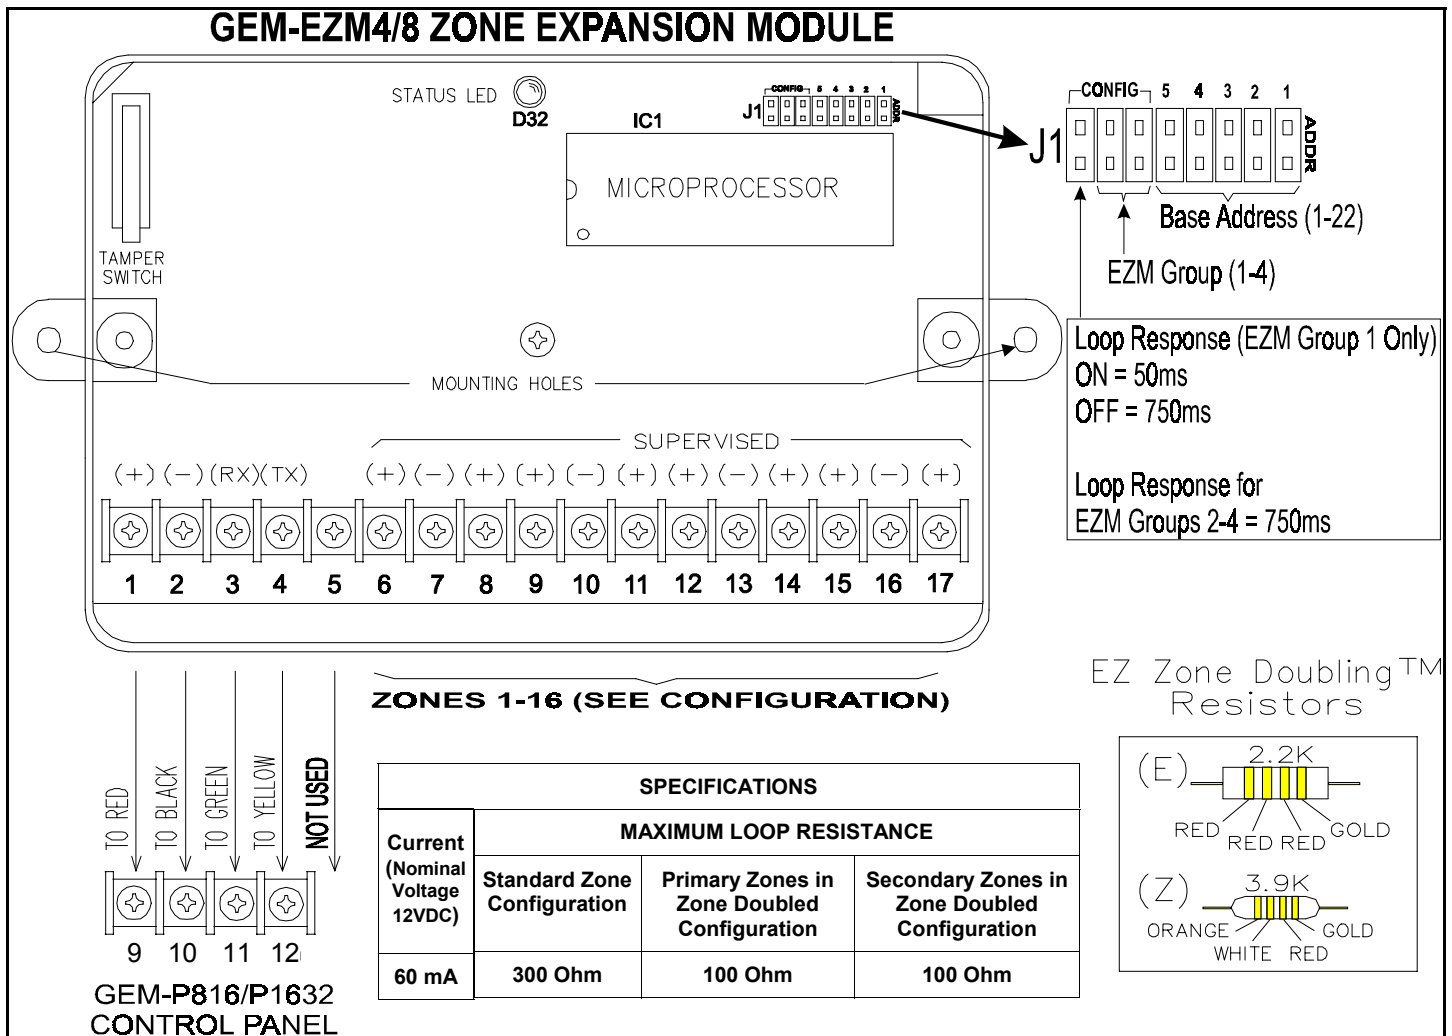 GEM-EZM4/8 ZONE EXPANSION MODULE
STATUS LED
D32
IC1
MICROPROCESSOR
J1
CONFIG 5 4 3 2 1
ADDR
TAMPER
SWITCH
MOUNTING HOLES
J1
CONFIG 5 4 3 2 1
ADDR
Base Address (1-22)
EZM Group (1-4)
Loop Response (EZM Group 1 Only)
ON = 50ms
OFF = 750ms
Loop Response for
EZM Groups 2-4 = 750ms
SUPERVISED
(+) (-) (RX) (TX) (+) (-) (+) (+) (-) (+) (+) (-) (+) (+) (-) (+)
1 2 3 4 5 6 7 8 9 10 11 12 13 14 15 16 17
ZONES 1-16 (SEE CONFIGURATION)
TO RED
TO BLACK
TO GREEN
TO YELLOW
NOT USED
9 10 11 12
GEM-P816/P1632
CONTROL PANEL
SPECIFICATIONS
Current
(Nominal
Voltage
12VDC)
MAXIMUM LOOP RESISTANCE
Standard Zone
Configuration
Primary Zones in
Zone Doubled
Configuration
Secondary Zones in
Zone Doubled
Configuration
60 mA 300 Ohm 100 Ohm 100 Ohm
EZ Zone Doubling™
Resistors
(E) 2.2K
RED RED RED GOLD
(Z) 3.9K
ORANGE WHITE RED GOLD